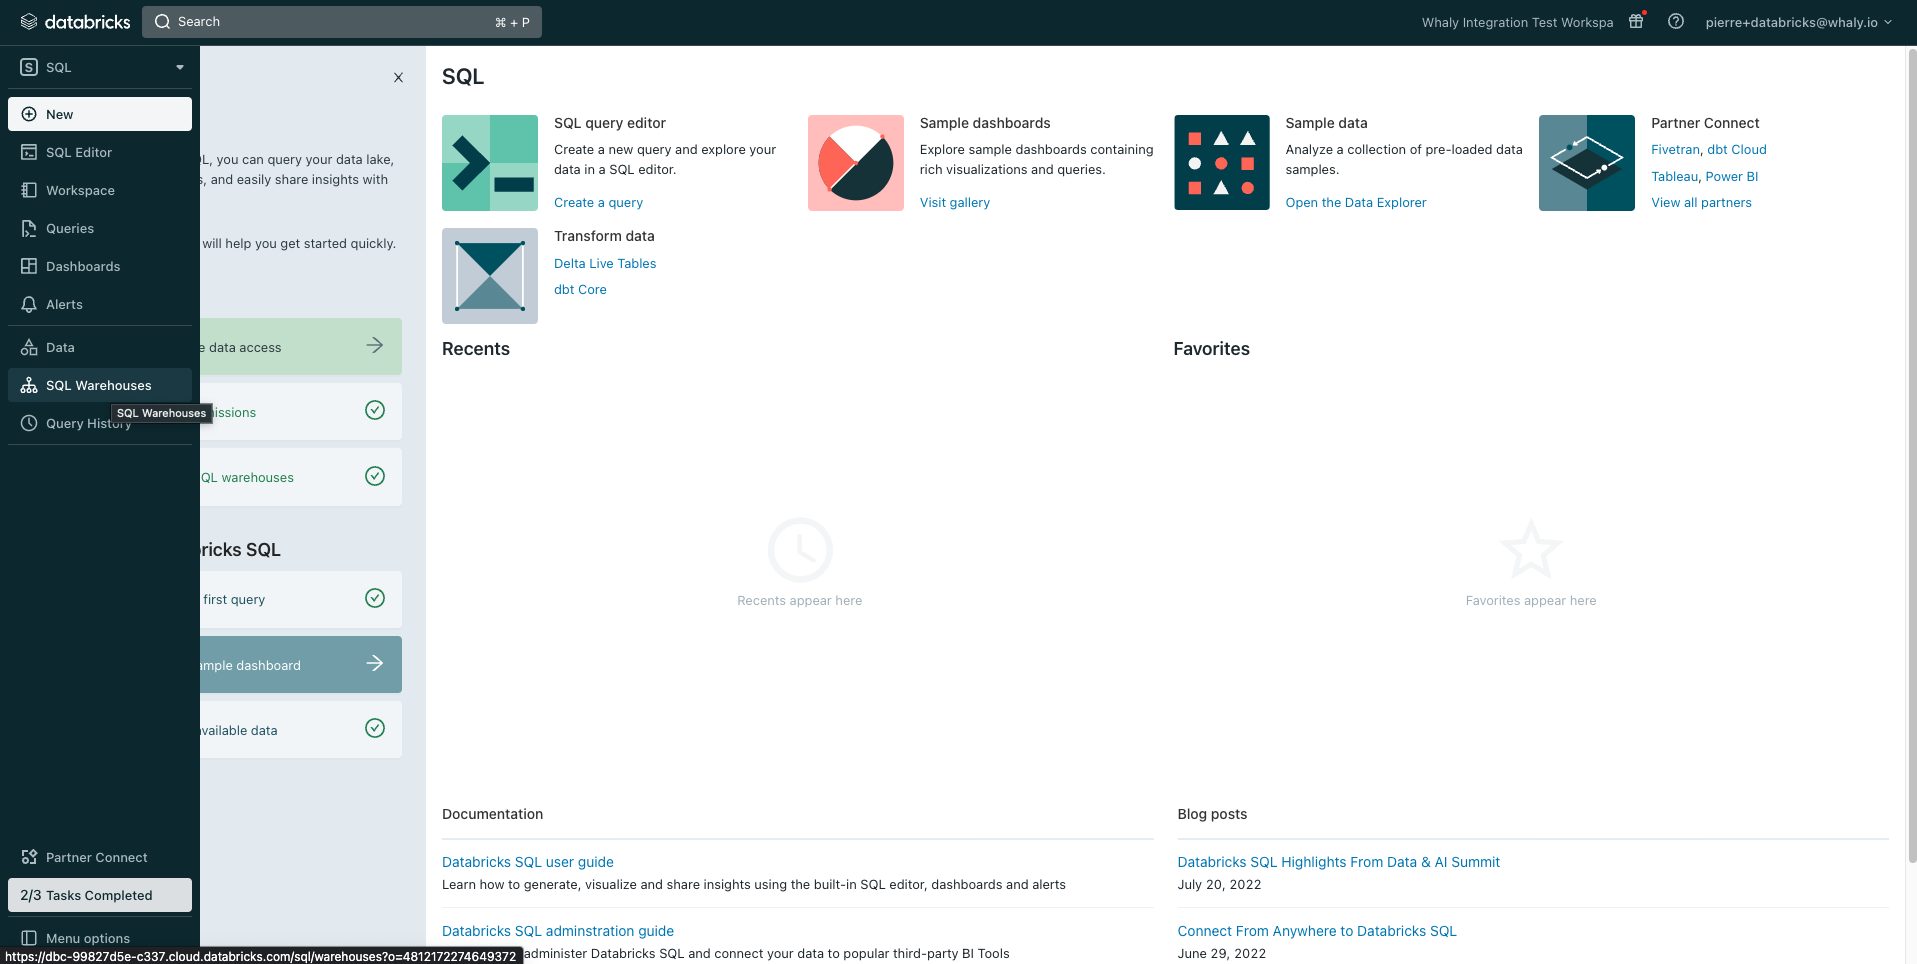 databricks
Search
⌘ + P
Whaly Integration Test Workspa
pierre+databricks@whaly.io
S SQL
New
SQL Editor
Workspace
Queries
Dashboards
Alerts
Data
SQL Warehouses
SQL Warehouses
Query History
Partner Connect
2/3 Tasks Completed
Menu options
https://dbc-99827d5e-c337.cloud.databricks.com/sql/warehouses?o=4812172274649372
QL, you can query your data lake,
s, and easily share insights with
will help you get started quickly.
e data access
issions
QL warehouses
ricks SQL
first query
ample dashboard
available data
SQL
SQL query editor
Create a new query and explore your
data in a SQL editor.
Create a query
Sample dashboards
Explore sample dashboards containing
rich visualizations and queries.
Visit gallery
Sample data
Analyze a collection of pre-loaded data
samples.
Open the Data Explorer
Partner Connect
Fivetran, dbt Cloud
Tableau, Power BI
View all partners
Transform data
Delta Live Tables
dbt Core
Recents
Recents appear here
Favorites
Favorites appear here
Documentation
Databricks SQL user guide
Learn how to generate, visualize and share insights using the built-in SQL editor, dashboards and alerts
Databricks SQL adminstration guide
administer Databricks SQL and connect your data to popular third-party BI Tools
Blog posts
Databricks SQL Highlights From Data & AI Summit
July 20, 2022
Connect From Anywhere to Databricks SQL
June 29, 2022